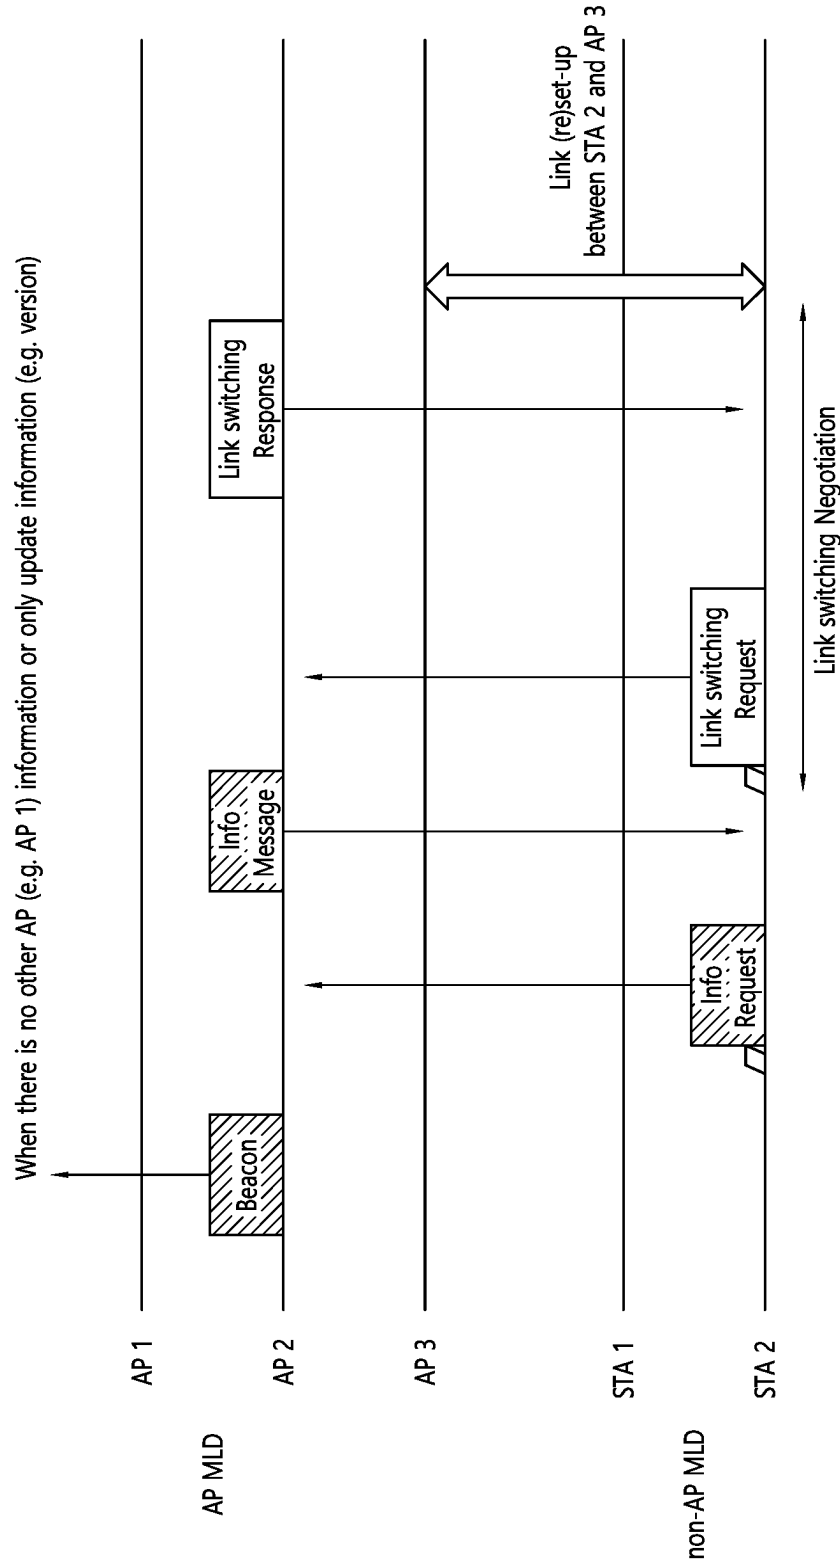 When there is no other AP (e.g. AP 1) information or only update information (e.g. version)
AP MLD
AP 1
Beacon
Info
Message
Link switching
Response
AP 2
AP 3
Link (re)set-up
between STA 2 and AP 3
non-AP MLD
STA 1
Info
Request
Link switching
Request
STA 2
Link switching Negotiation